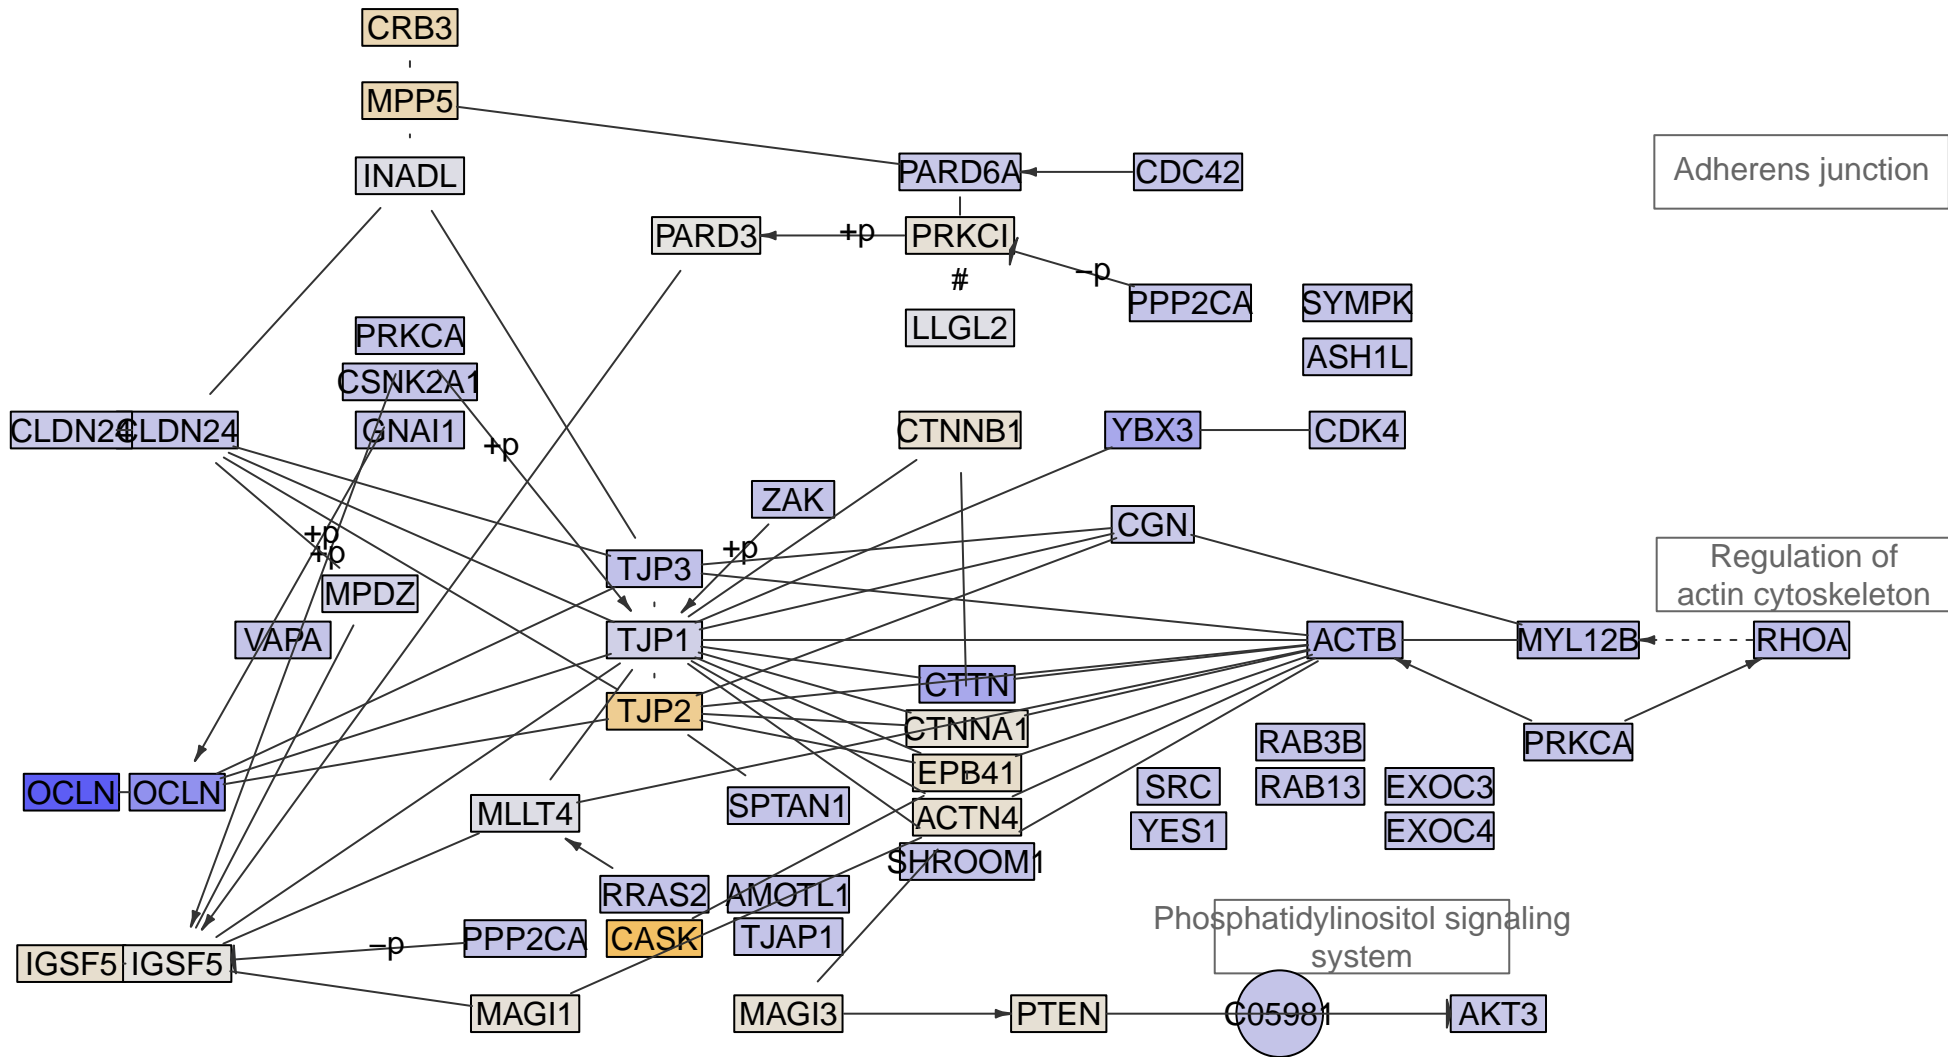 CRB3
MPP5
INADL
PARD6A
CDC42
Adherens junction
PARD3
+p
PRKCI
#
–p
PPP2CA
SYMPK
PRKCA
LLGL2
ASH1L
CSNK2A1
CLDN24
CLDN24
GNAI1
+p
CTNNB1
YBX3
CDK4
ZAK
CGN
+p
+p
+p
TJP3
Regulation of
actin cytoskeleton
MPDZ
VAPA
TJP1
ACTB
MYL12B
RHOA
CTTN
TJP2
CTNNA1
RAB3B
PRKCA
EPB41
OCLN
OCLN
SRC
RAB13
EXOC3
MLLT4
SPTAN1
ACTN4
YES1
EXOC4
SHROOM1
RRAS2
AMOTL1
Phosphatidylinositol signaling
system
PPP2CA
–p
CASK
TJAP1
IGSF5
IGSF5
MAGI1
MAGI3
PTEN
C05981
AKT3